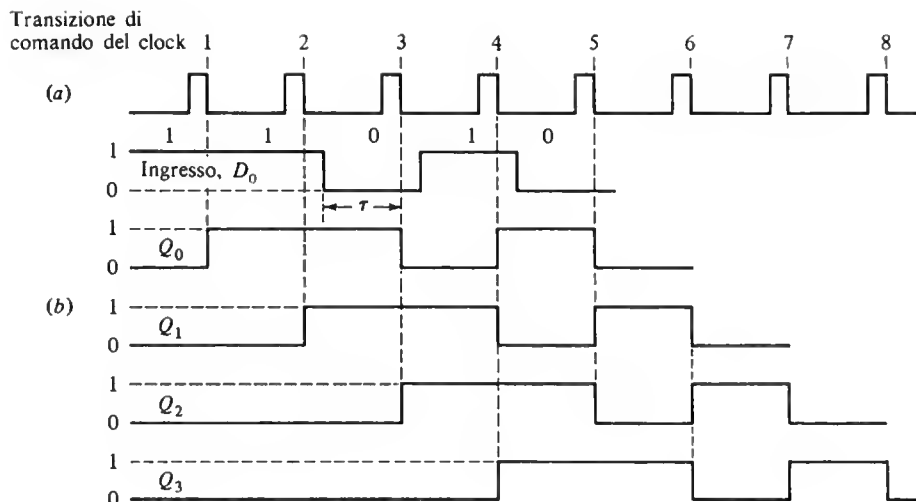 Transizione di
comando del clock 1 2 3 4 5 6 7 8
(a)
1 1 0 1 0
1
Ingresso, D₀
0
τ
1
Q₀
0
(b)
1
Q₁
0
1
Q₂
0
1
Q₃
0